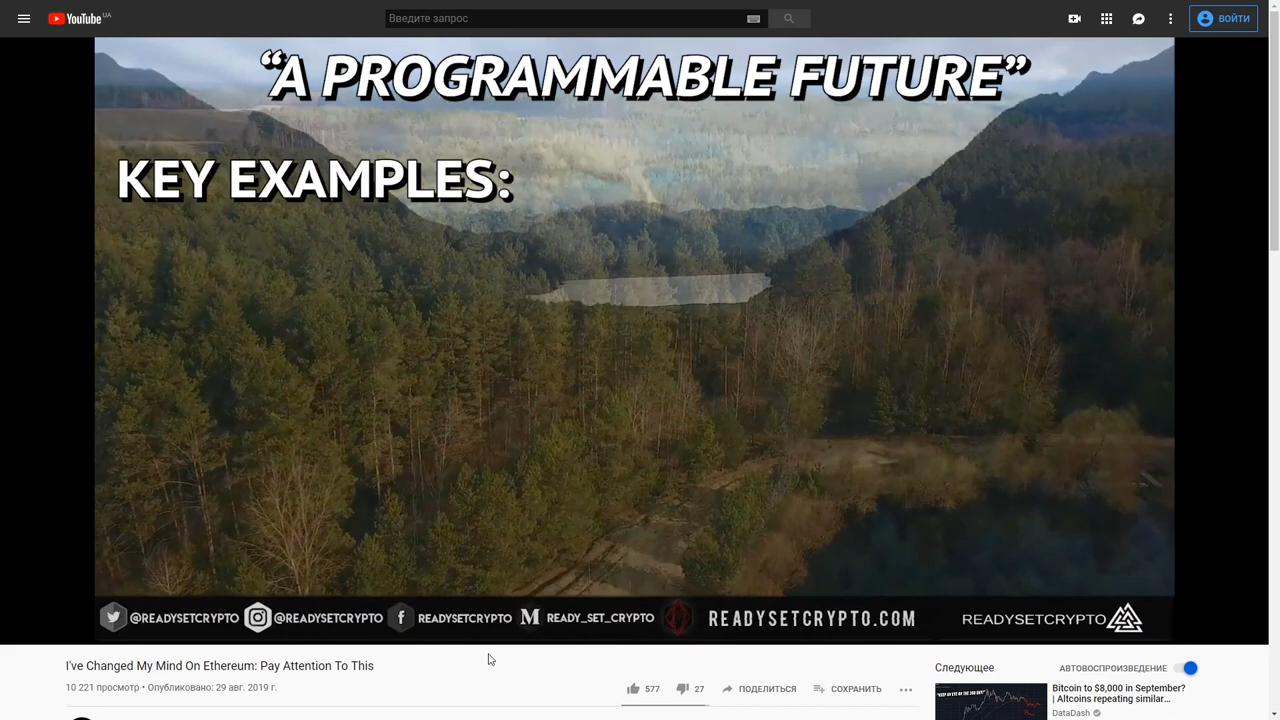 YouTube UA
Введите запрос
ВОЙТИ
“A PROGRAMMABLE FUTURE”
KEY EXAMPLES:
@READYSETCRYPTO @READYSETCRYPTO READYSETCRYPTO READY_SET_CRYPTO READYSETCRYPTO.COM READYSETCRYPTO
I've Changed My Mind On Ethereum: Pay Attention To This
10 221 просмотр • Опубликовано: 29 авг. 2019 г.
577 27 ПОДЕЛИТЬСЯ СОХРАНИТЬ
Следующее АВТОВОСПРОИЗВЕДЕНИЕ
Bitcoin to $8,000 in September?
| Altcoins repeating similar...
DataDash